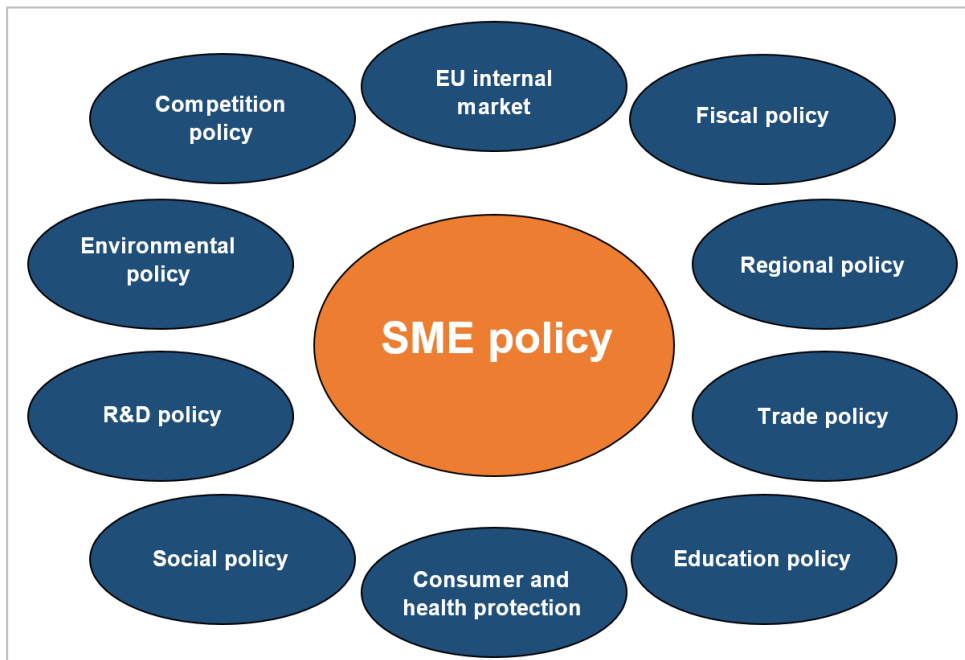 EU internal
market
Competition
policy
Fiscal policy
Environmental
policy
Regional policy
SME policy
R&D policy
Trade policy
Social policy
Education policy
Consumer and
health protection